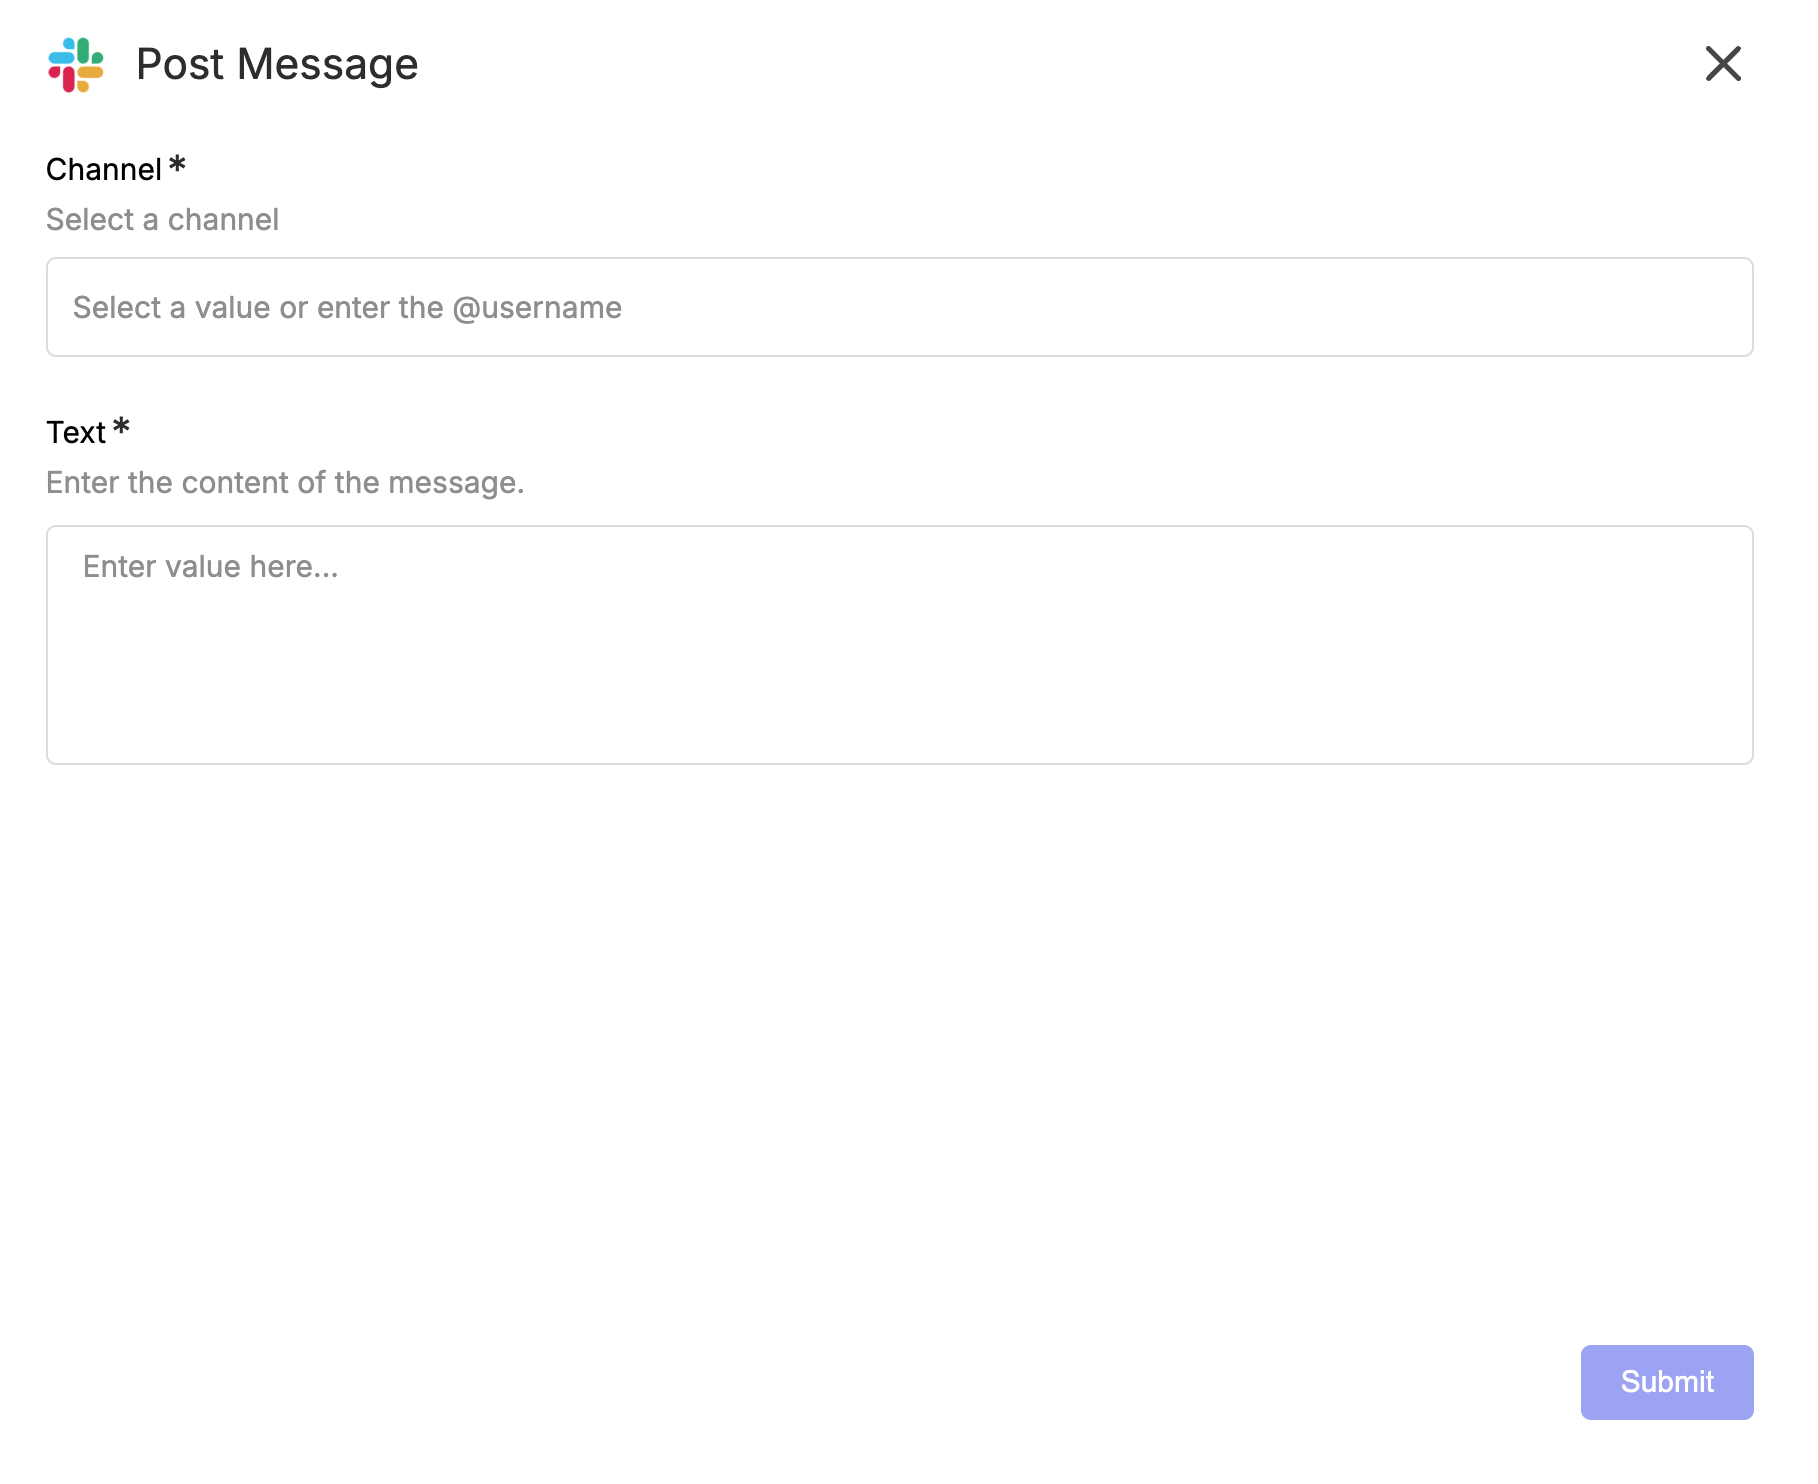 Post Message
Channel *
Select a channel
Select a value or enter the @username
Text *
Enter the content of the message.
Enter value here...
Submit